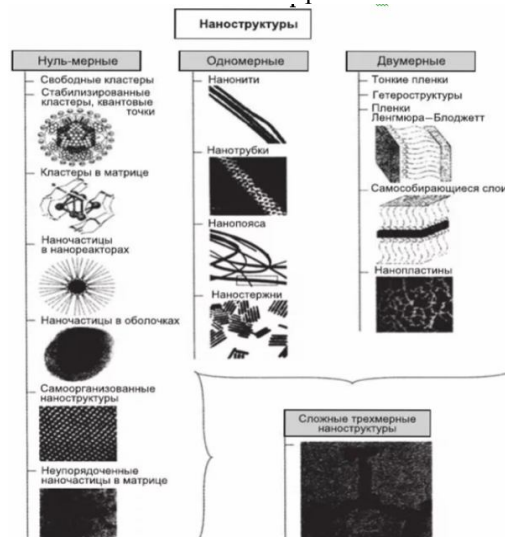 Наноструктуры
Нуль-мерные
Свободные кластеры
Стабилизированные
кластеры, квантовые
точки
Кластеры в матрице
Наночастицы
в нанореакторах
Наночастицы в оболочках
Самоорганизованные
наноструктуры
Неупорядоченные
наночастицы в матрице
Одномерные
Нанонити
Нанотрубки
Нанопояса
Наностержни
Двумерные
Тонкие пленки
Гетероструктуры
Пленки
Ленгмюра–Блоджетт
Самособирающиеся слои
Нанопластины
Сложные трехмерные
наноструктуры